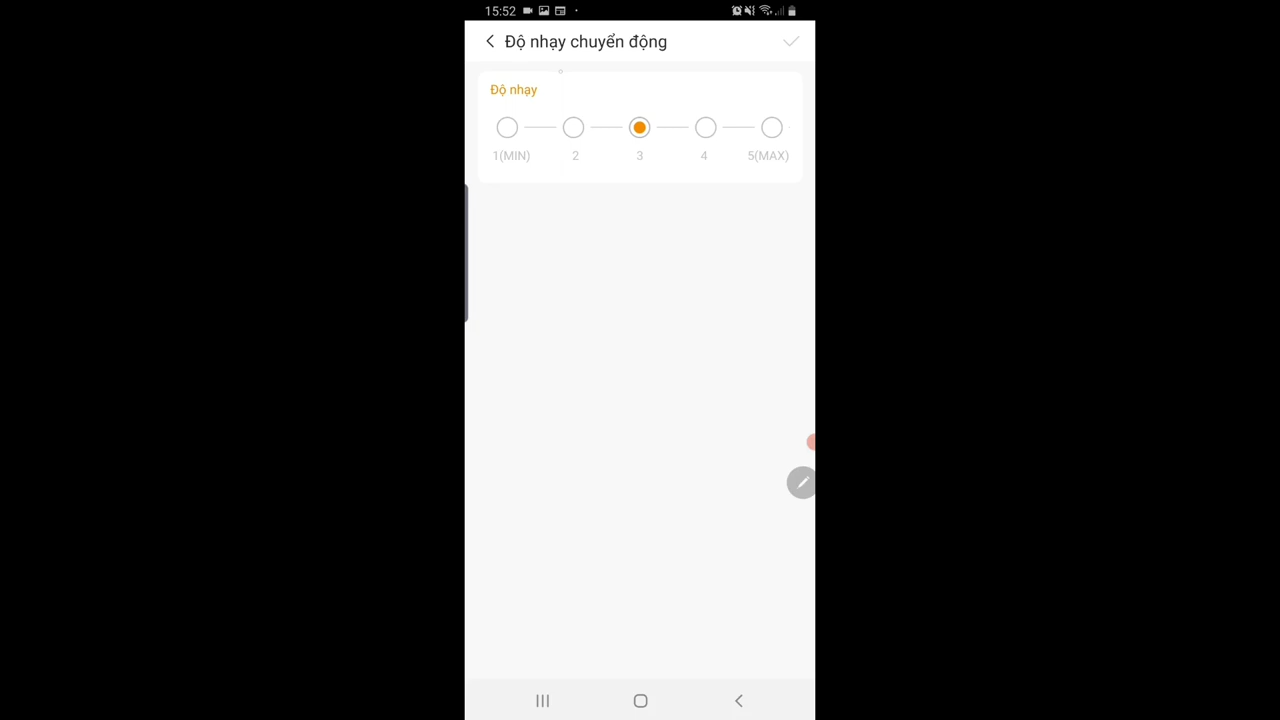 15:52
Độ nhạy chuyển động
Độ nhạy
1(MIN) 2 3 4 5(MAX)